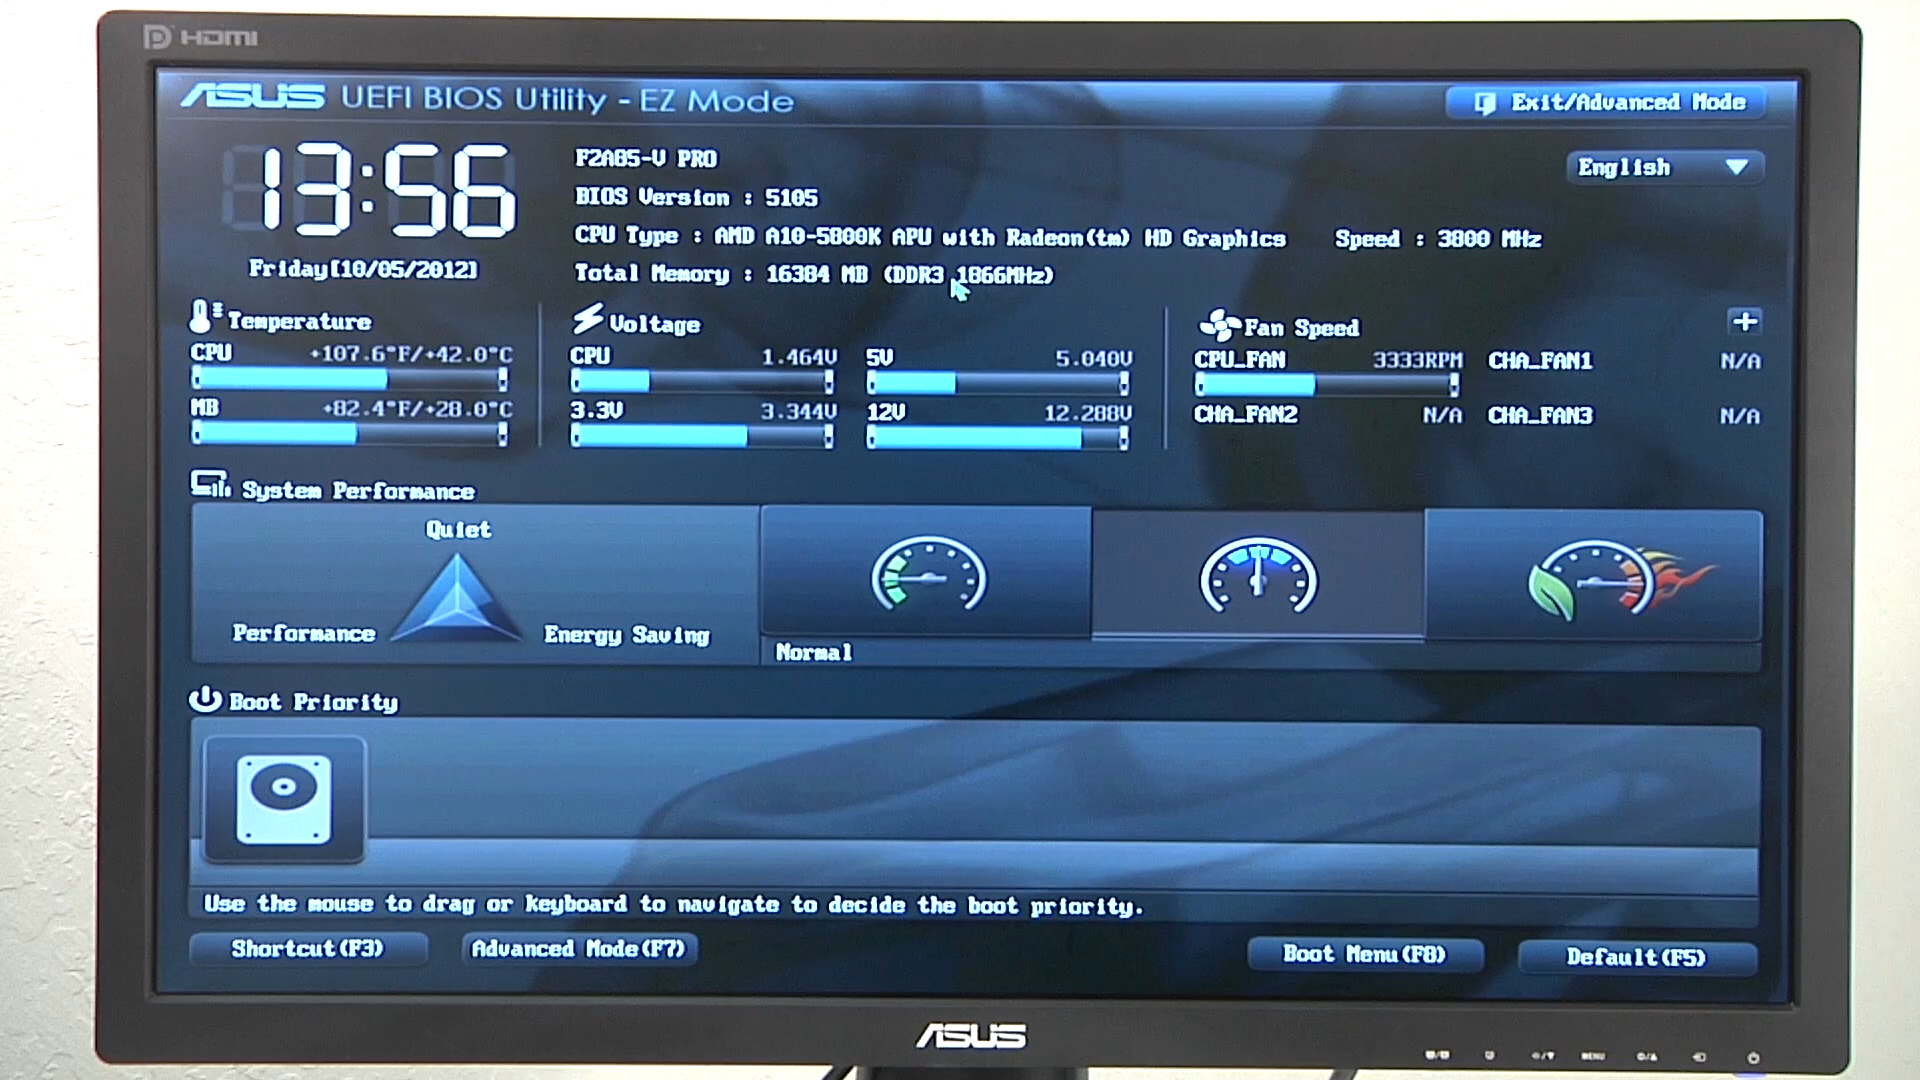 HDMI
ASUS UEFI BIOS Utility - EZ Mode
Exit/Advanced Mode
13:56
Friday[10/05/2012]
F2A85-V PRO
English
BIOS Version : 5105
CPU Type : AMD A10-5800K APU with Radeon(tm) HD Graphics Speed : 3800 MHz
Total Memory : 16384 MB (DDR3 1866MHz)
Temperature
CPU +107.6°F/+42.0°C
MB +82.4°F/+28.0°C
Voltage
CPU 1.464V 5V 5.040V
3.3V 3.344V 12V 12.288V
Fan Speed
CPU_FAN 3333RPM CHA_FAN1 N/A
CHA_FAN2 N/A CHA_FAN3 N/A
System Performance
Quiet
Performance
Energy Saving
Normal
Boot Priority
Use the mouse to drag or keyboard to navigate to decide the boot priority.
Shortcut(F3)
Advanced Mode(F7)
Boot Menu(F8)
Default(F5)
ASUS
MENU